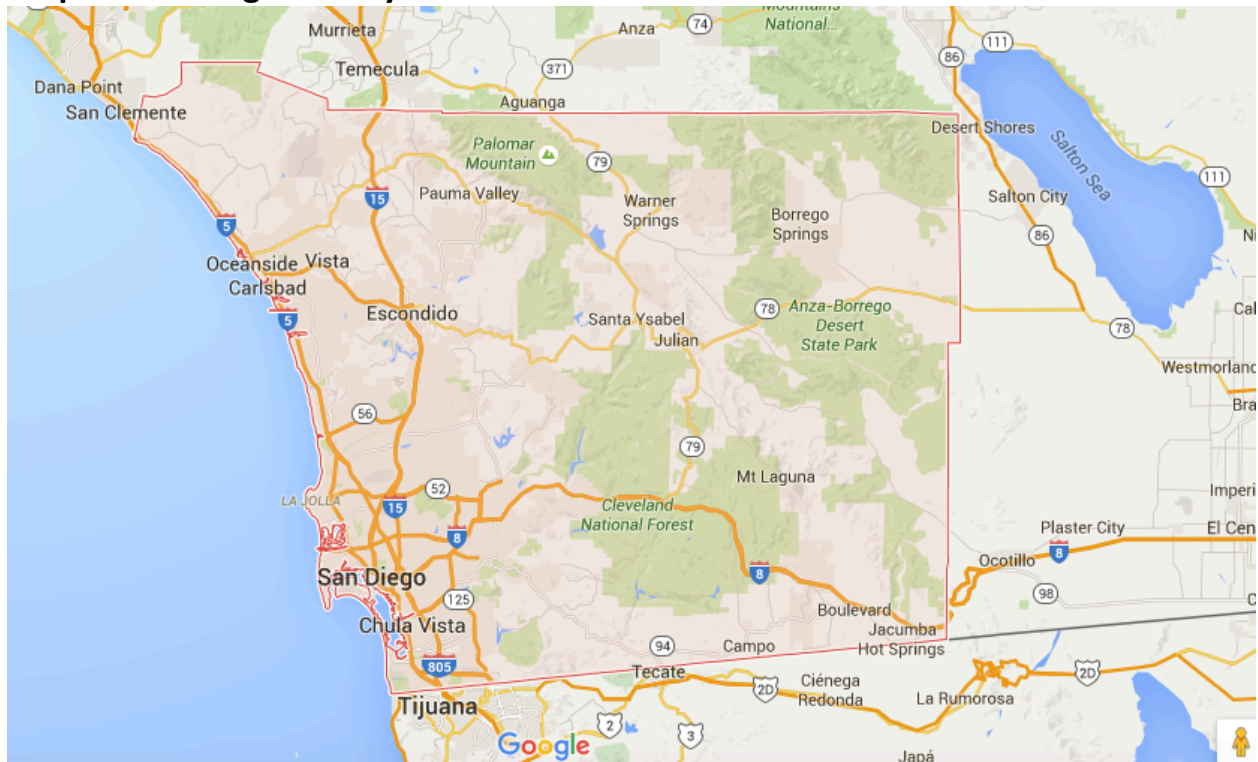 Murrieta
Anza
74
Mountains
National...
111
86
Dana Point
Temecula
371
San Clemente
Aguanga
Desert Shores
Palomar
Mountain
79
Salton Sea
111
15
Pauma Valley
Warner
Springs
Salton City
Borrego
Springs
5
86
Ni
Oceanside
Vista
Carlsbad
Escondido
5
Santa Ysabel
Julian
78
Anza-Borrego
Desert
State Park
78
Cal
Westmorland
Bra
56
79
Mt Laguna
LA JOLLA
52
15
Cleveland
National Forest
Imperi
8
Plaster City
El Cen
8
Ocotillo
8
San Diego
125
98
C
Chula Vista
Boulevard
Jacumba
Hot Springs
94
Campo
805
Tecate
2D
Ciénega
Redonda
2D
La Rumorosa
Tijuana
2
3
Google
Japá